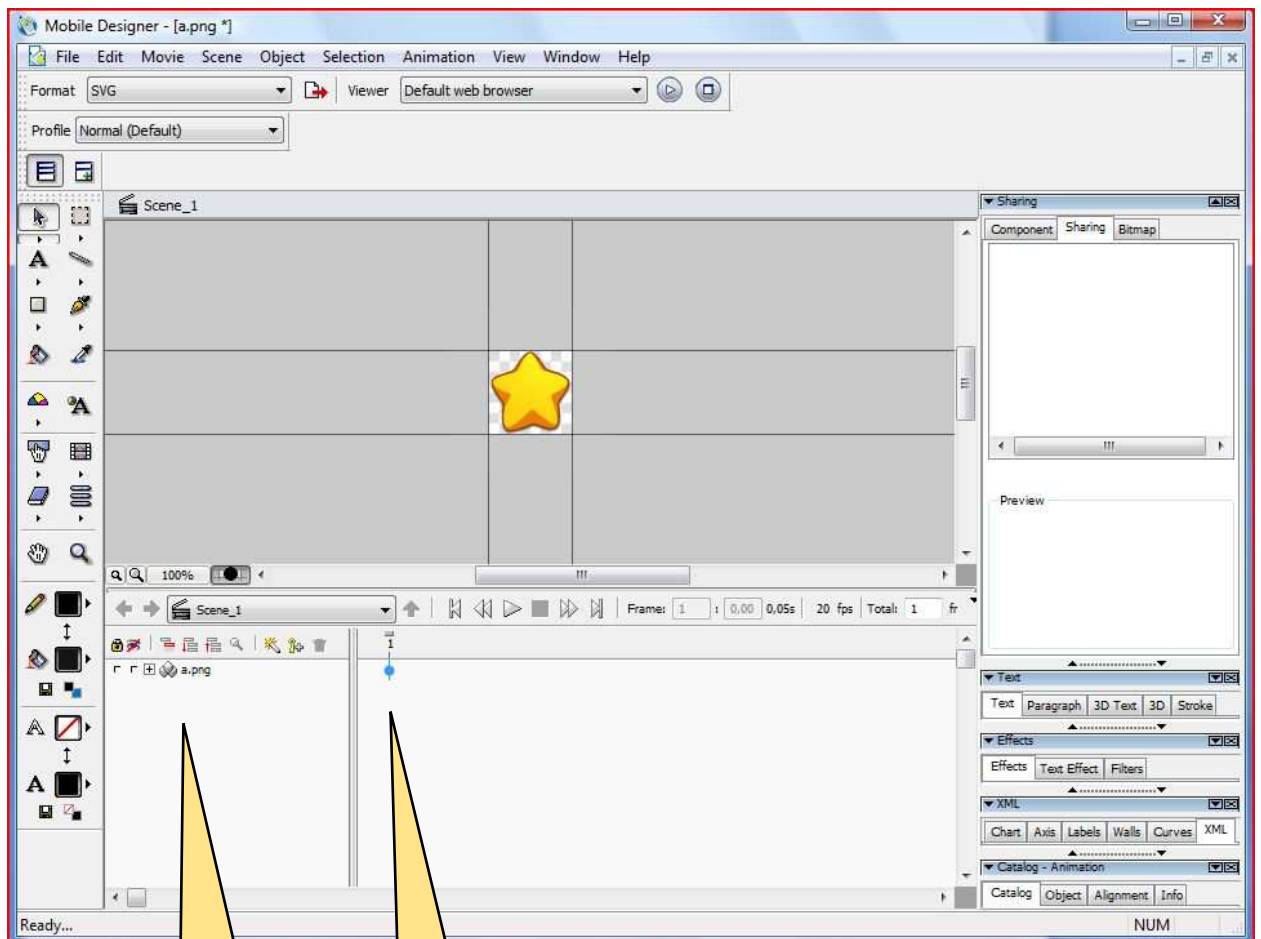 Mobile Designer - [a.png *]
File Edit Movie Scene Object Selection Animation View Window Help
Format SVG Viewer Default web browser
Profile Normal (Default)
Scene_1
Sharing
Component Sharing Bitmap
Preview
100%
Scene_1 Frame: 1 : 0,00 0,05s 20 fps Total: 1 fr
1
a.png
Text
Text Paragraph 3D Text 3D Stroke
Effects
Effects Text Effect Filters
XML
Chart Axis Labels Walls Curves XML
Catalog - Animation
Catalog Object Alignment Info
Ready... NUM